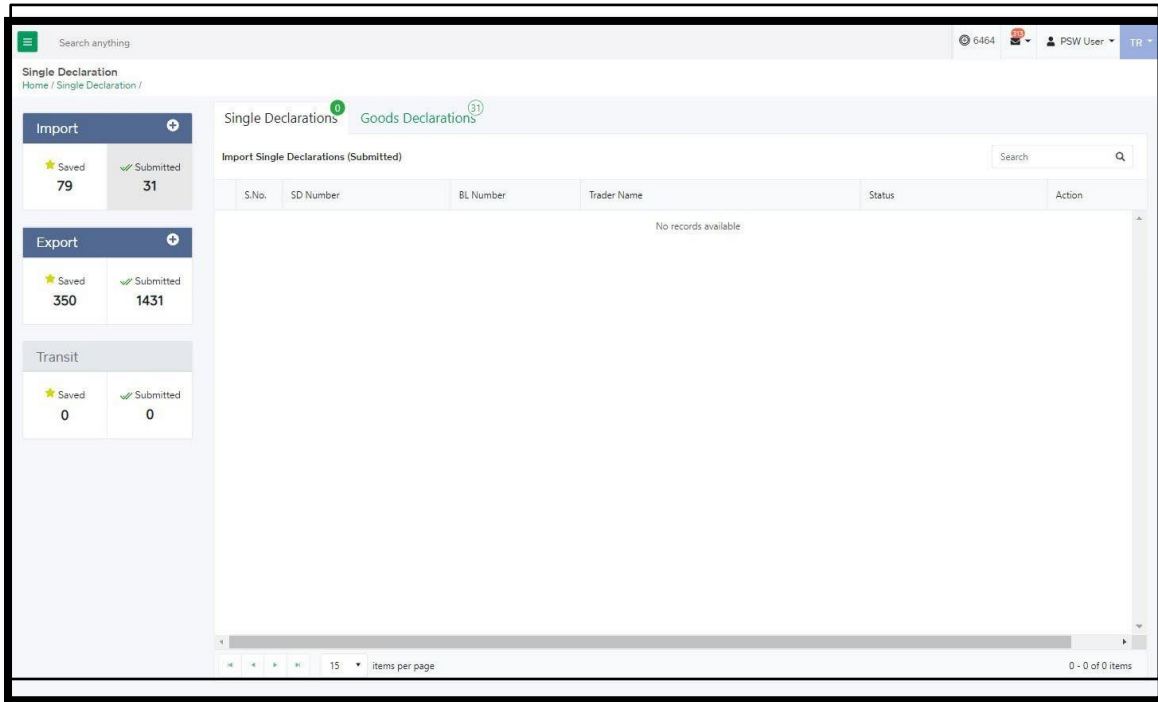 Search anything
6464
313
PSW User
TR
Single Declaration
Home / Single Declaration /
Import
Saved
79
Submitted
31
Export
Saved
350
Submitted
1431
Transit
Saved
0
Submitted
0
Single Declarations 0
Goods Declarations 31
Import Single Declarations (Submitted)
Search
S.No. SD Number BL Number Trader Name Status Action
No records available
15 items per page
0 - 0 of 0 items